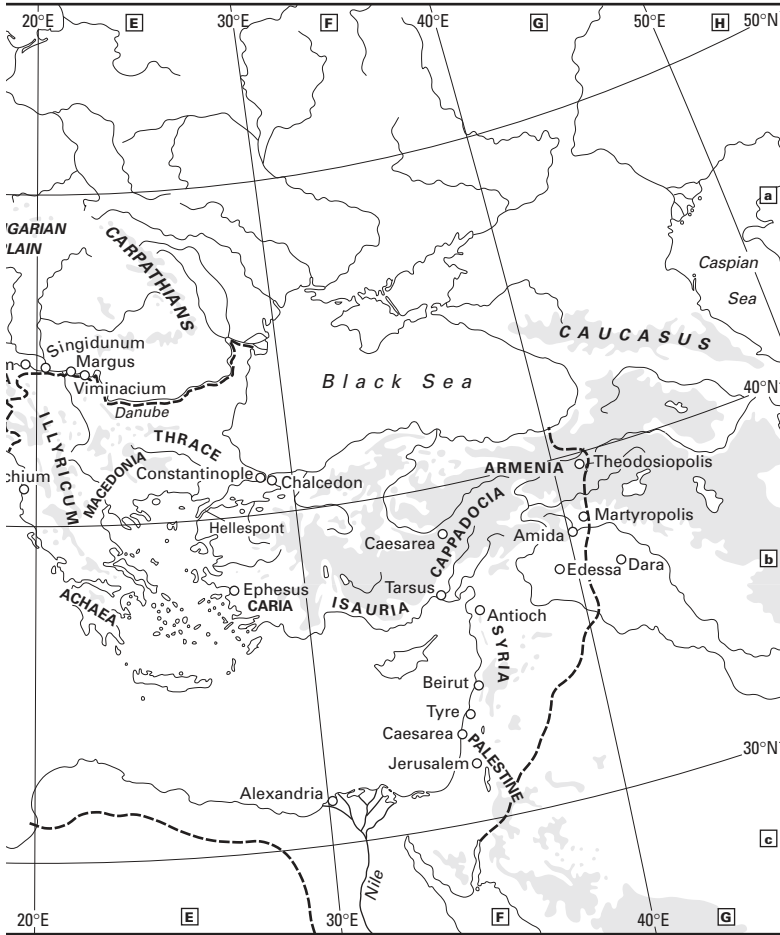 20°E
E
30°E
F
40°E
G
50°E
H
50°N
a
GARIAN
LAIN
CARPATHIANS
Caspian
Sea
CAUCASUS
Singidunum
Margus
Viminacium
Danube
Black Sea
40°N
ILLYRICUM
MACEDONIA
THRACE
Constantinople
Chalcedon
ARMENIA
Theodosiopolis
chium
Hellespont
CAPPADOCIA
Caesarea
Martyropolis
Amida
b
Edessa
Dara
Ephesus
CARIA
ISAURIA
Tarsus
ACHAEA
Antioch
SYRIA
Beirut
Tyre
Caesarea
PALESTINE
Jerusalem
30°N
Alexandria
c
Nile
20°E
E
30°E
F
40°E
G